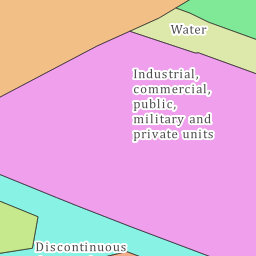 Water
Industrial,
commercial,
public,
military and
private units
Discontinuous